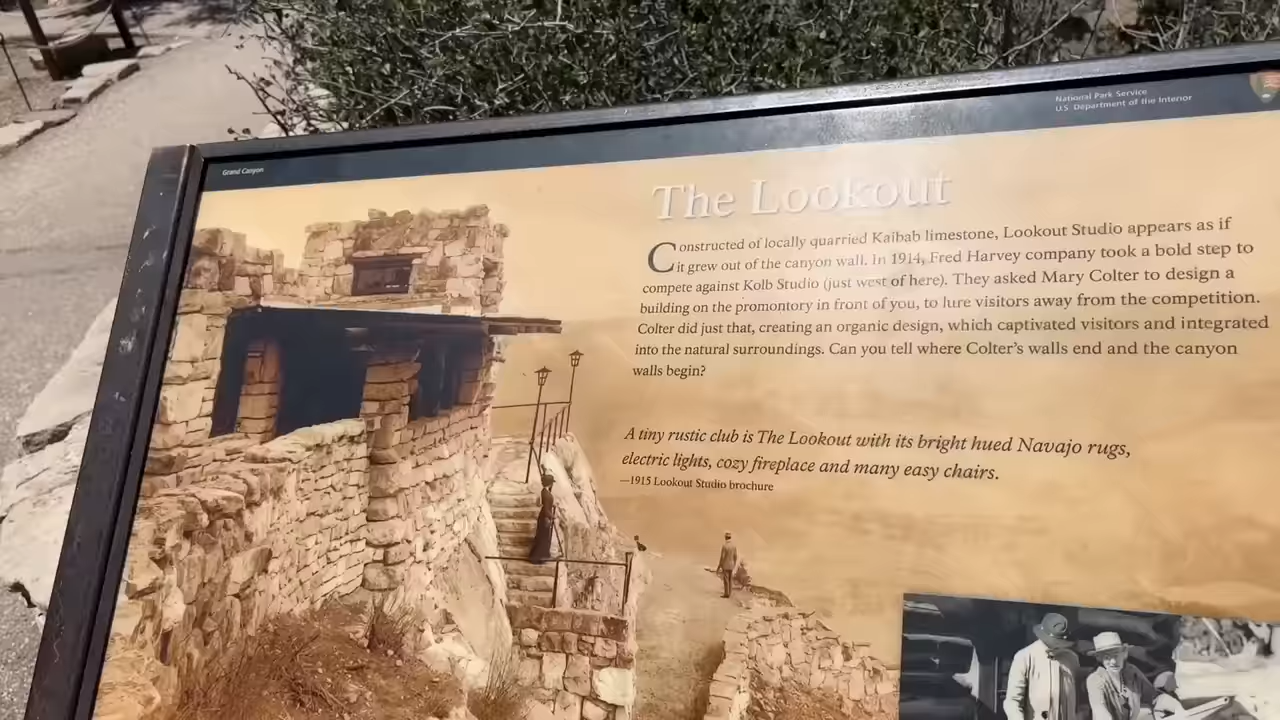 National Park Service
U.S. Department of the Interior
Grand Canyon
The Lookout
Constructed of locally quarried Kaibab limestone, Lookout Studio appears as if
it grew out of the canyon wall. In 1914, Fred Harvey company took a bold step to
compete against Kolb Studio (just west of here). They asked Mary Colter to design a
building on the promontory in front of you, to lure visitors away from the competition.
Colter did just that, creating an organic design, which captivated visitors and integrated
into the natural surroundings. Can you tell where Colter's walls end and the canyon
walls begin?
A tiny rustic club is The Lookout with its bright hued Navajo rugs,
electric lights, cozy fireplace and many easy chairs.
—1915 Lookout Studio brochure